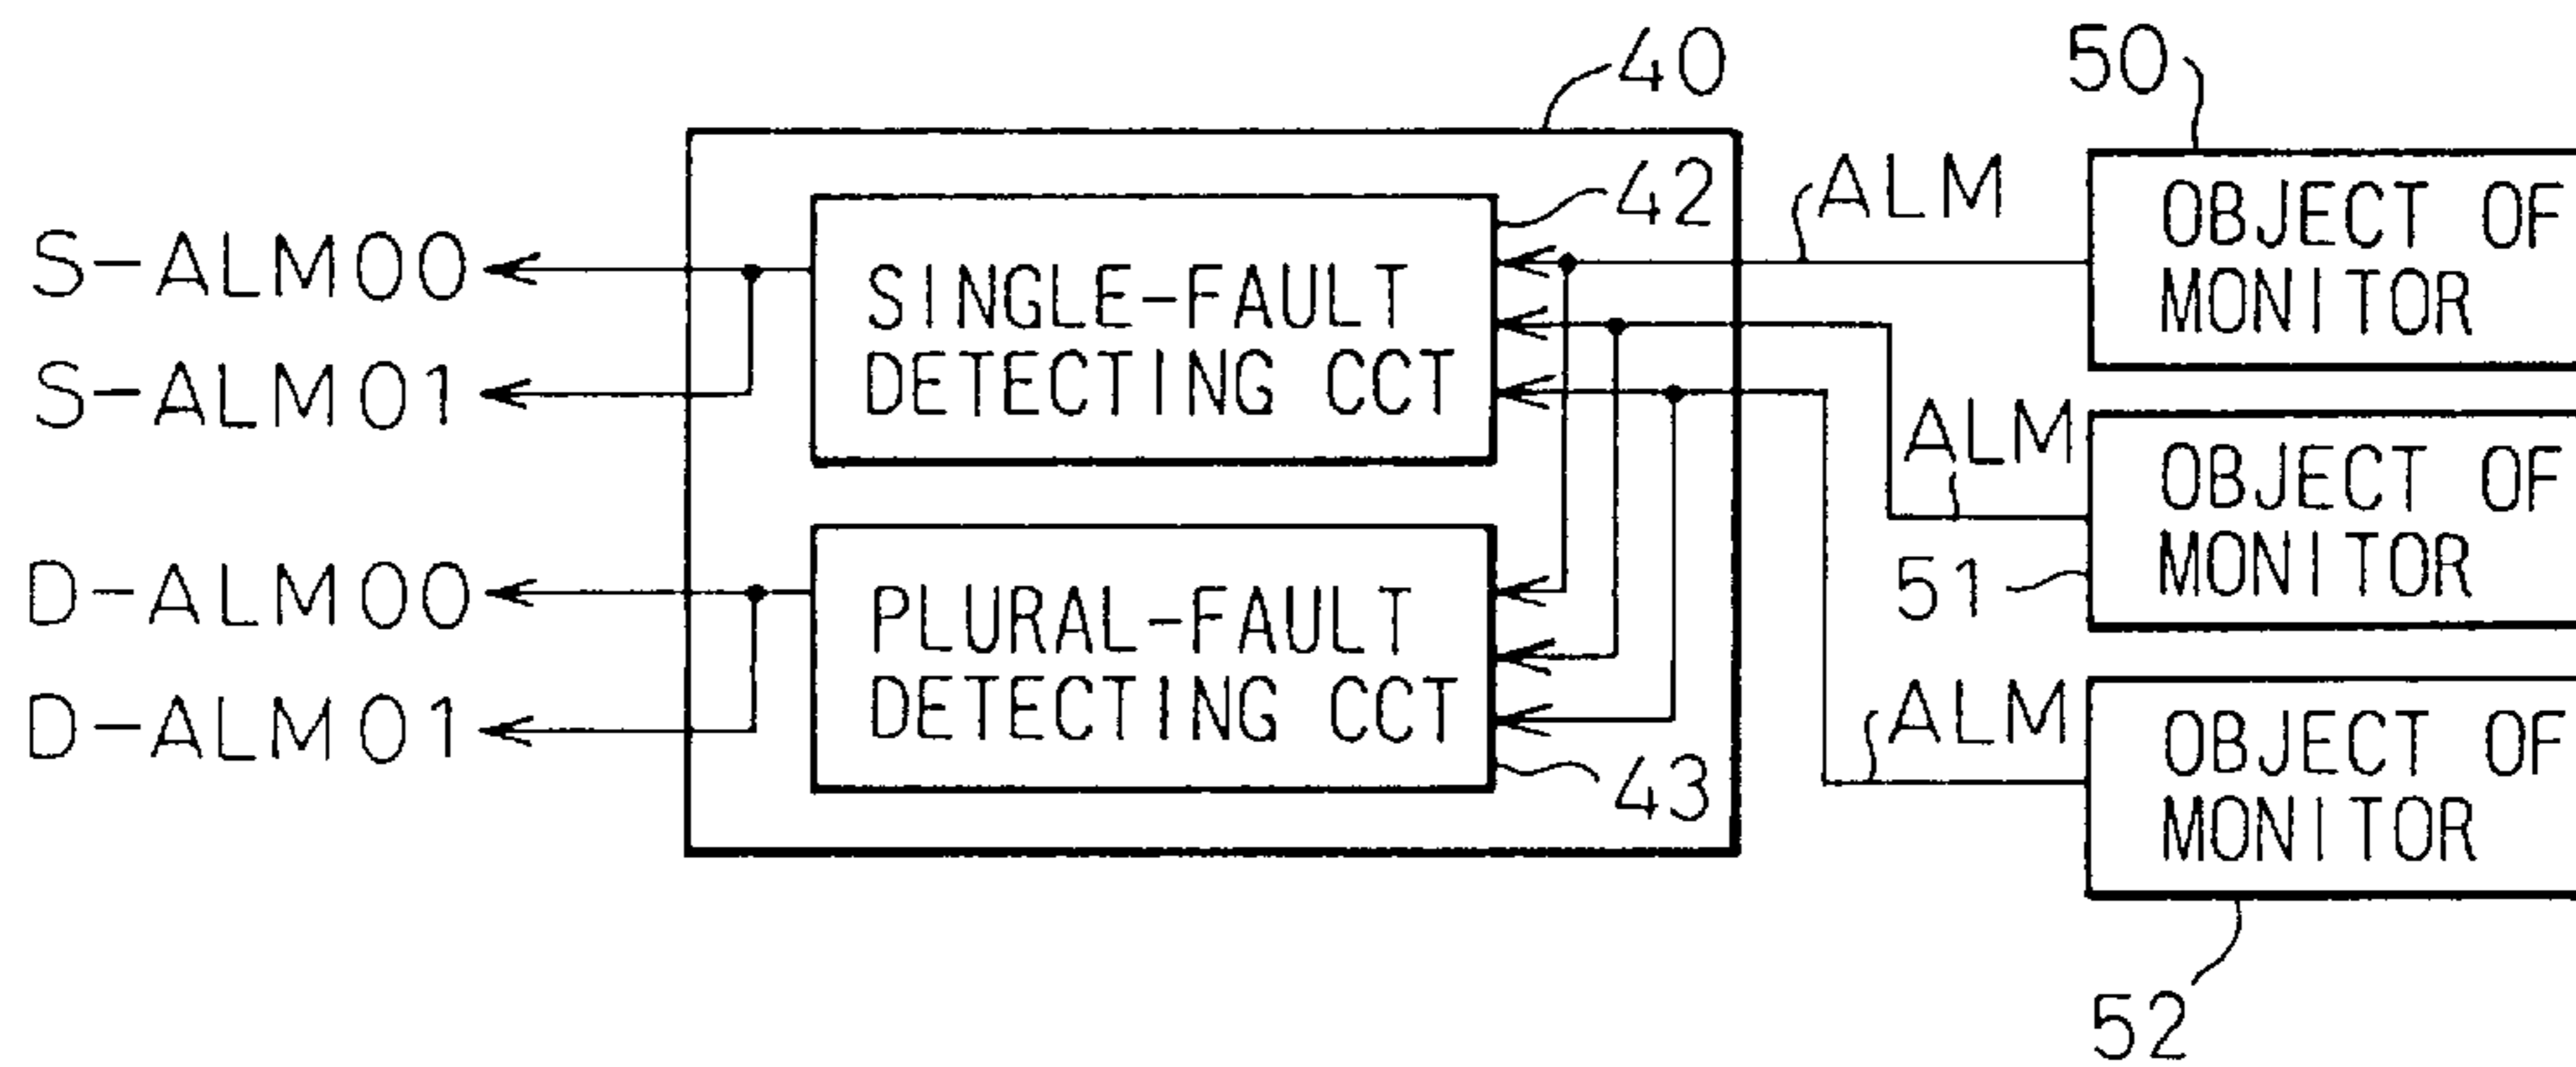 40
50
42
ALM
OBJECT OF
MONITOR
S-ALM00
SINGLE-FAULT
S-ALM01
DETECTING CCT
ALM
OBJECT OF
MONITOR
51
D-ALM00
PLURAL-FAULT
D-ALM01
DETECTING CCT
ALM
OBJECT OF
MONITOR
43
52